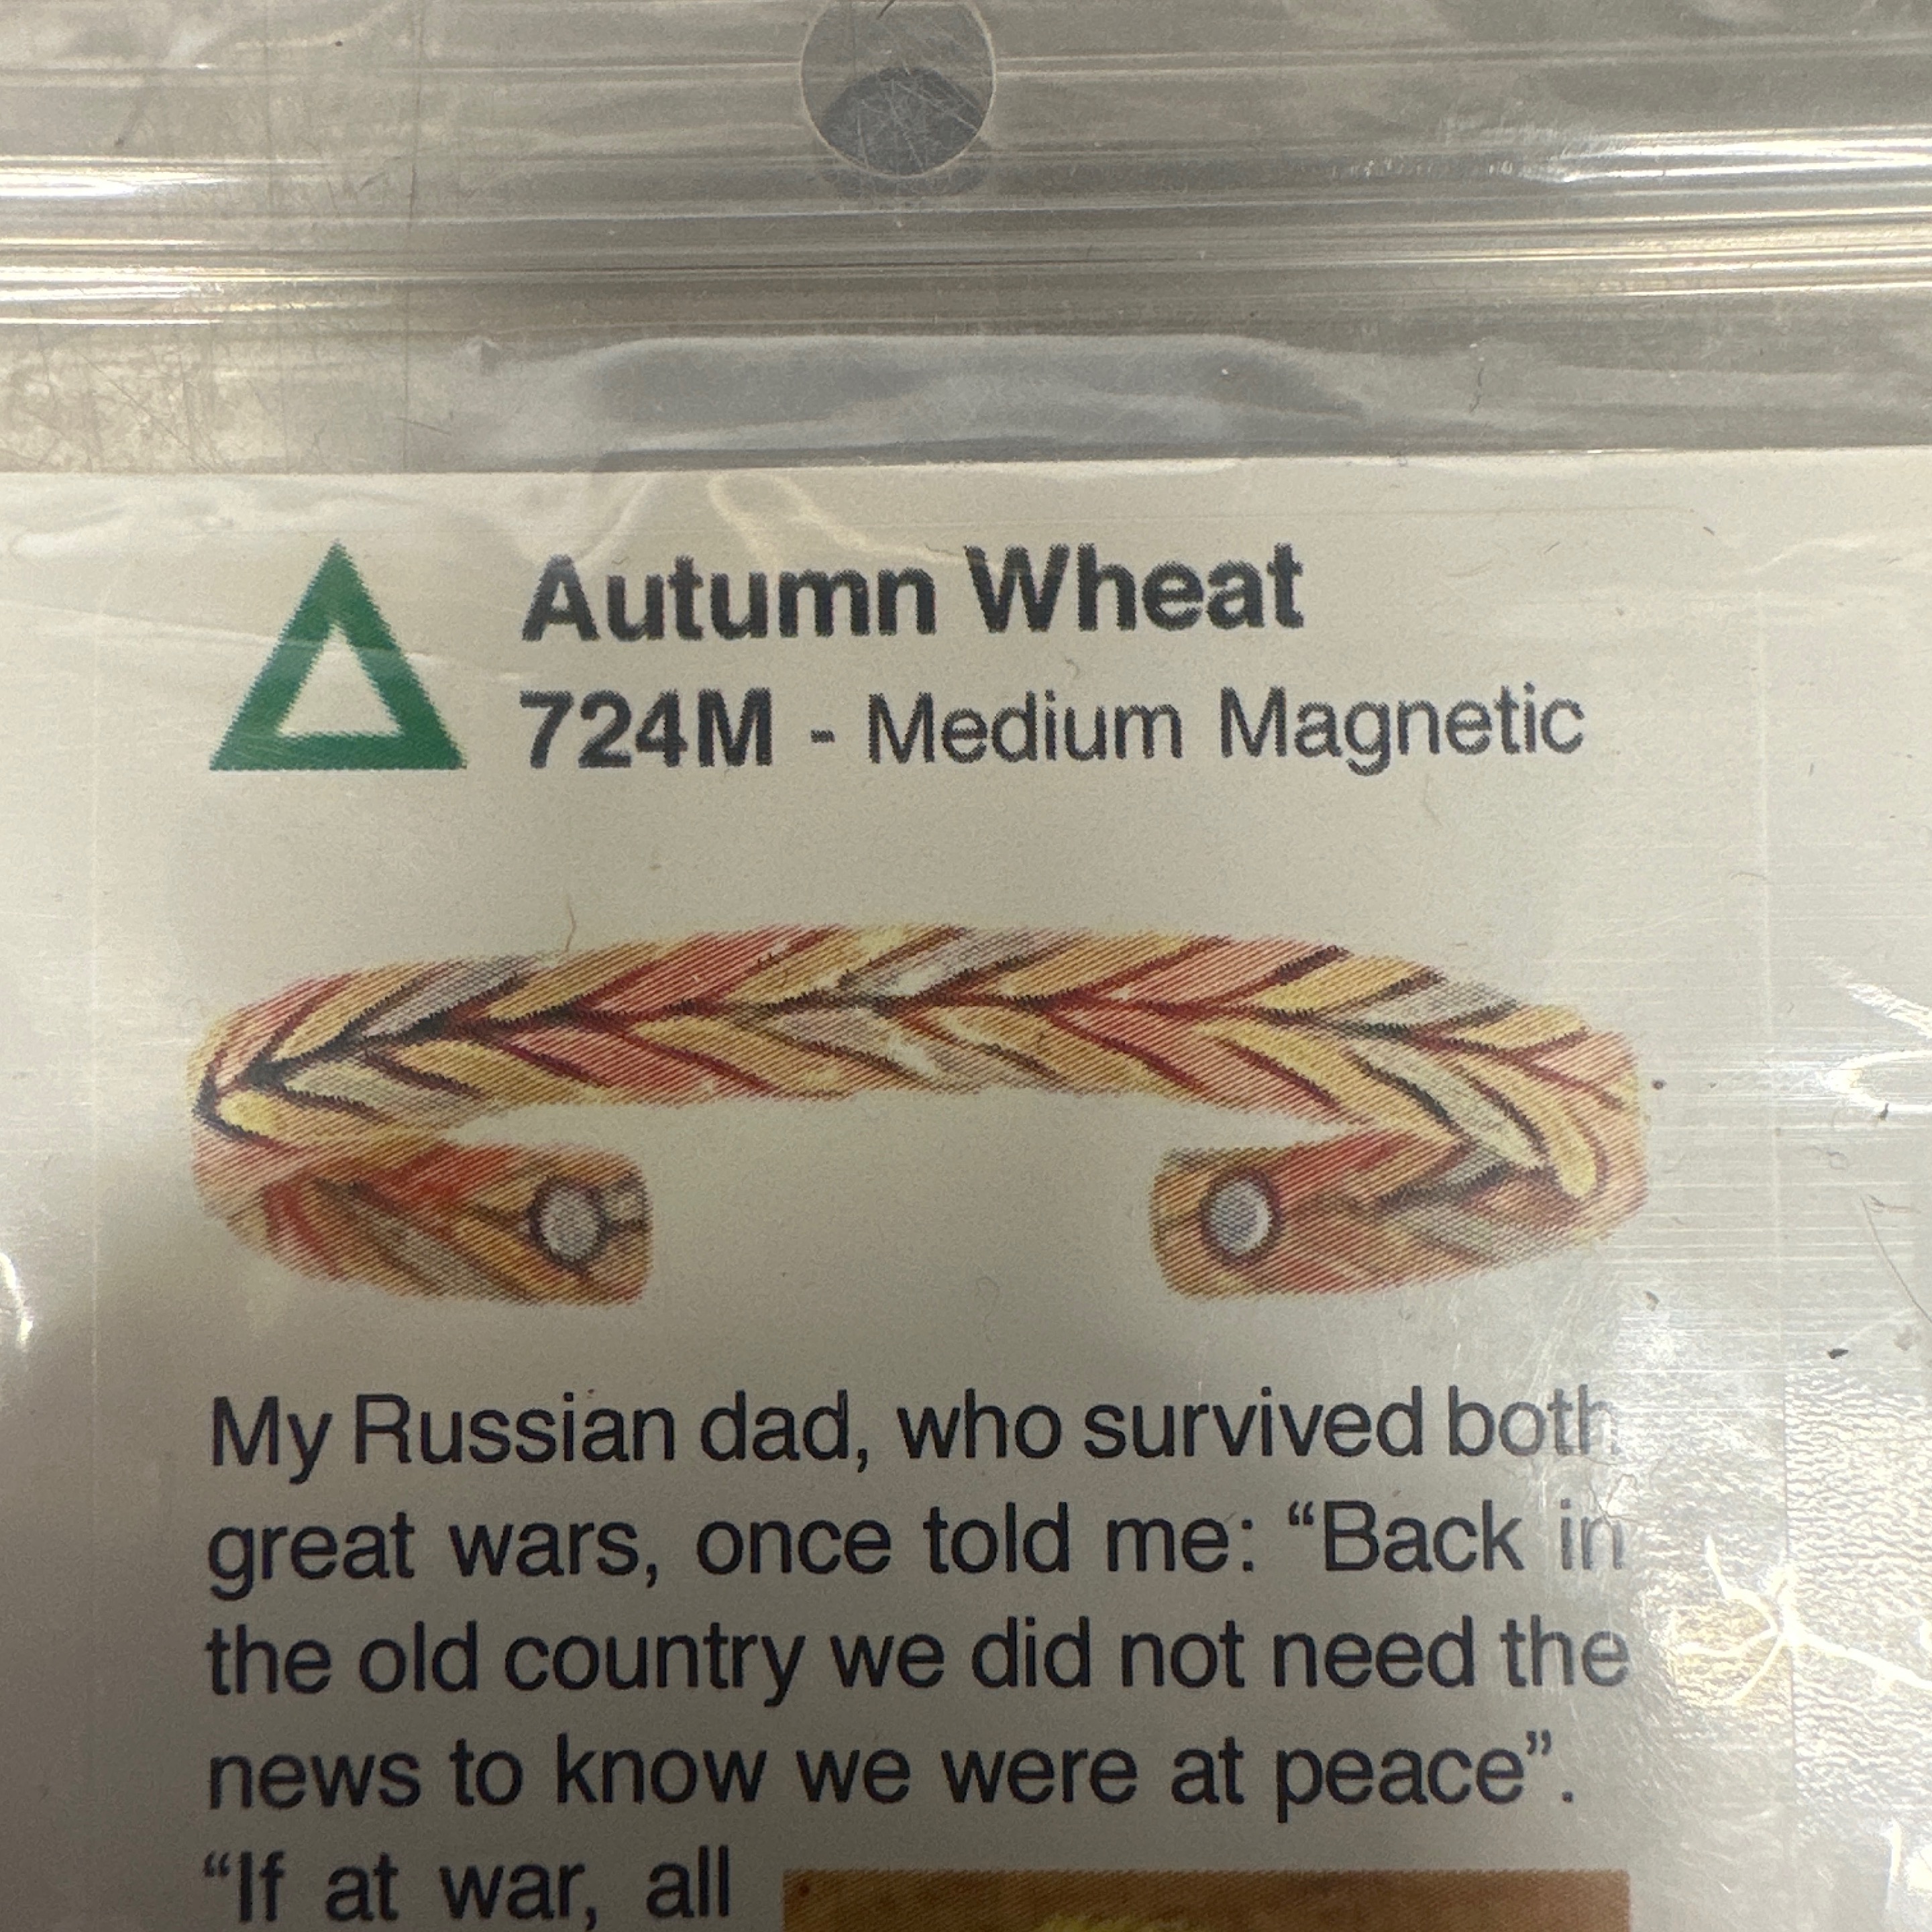 Autumn Wheat
724M - Medium Magnetic
My Russian dad, who survived both
great wars, once told me: “Back in
the old country we did not need the
news to know we were at peace”.
“If at war, all